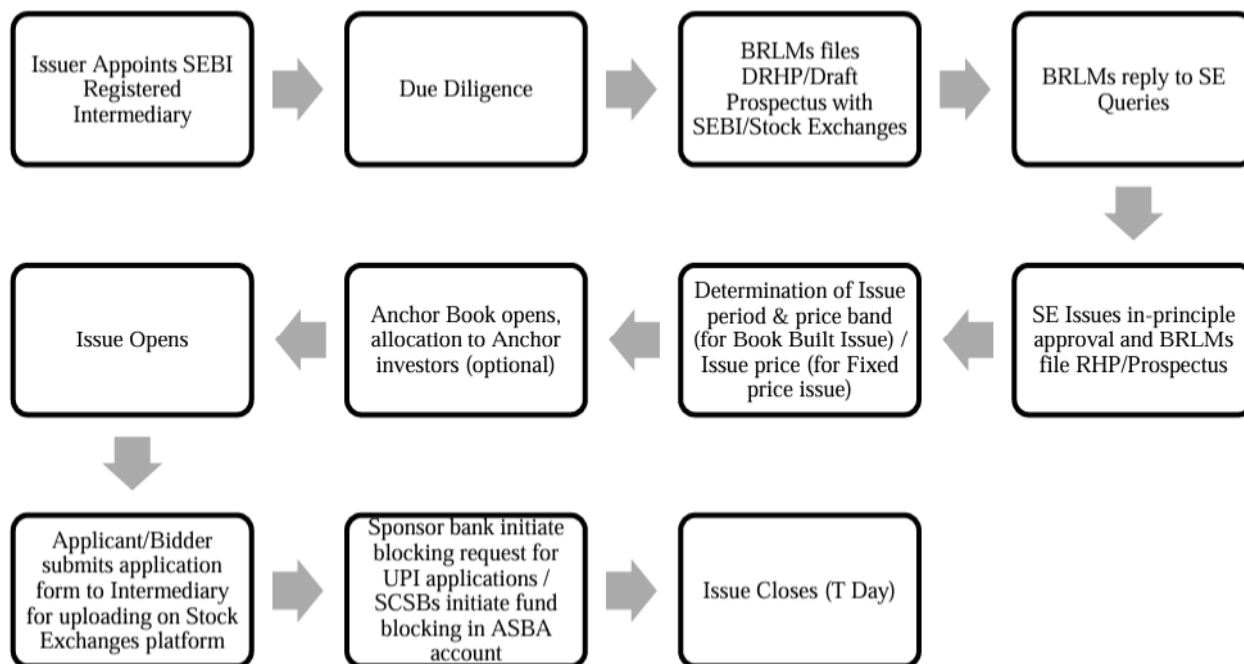 Issuer Appoints SEBI
Registered
Intermediary
Due Diligence
BRLMs files
DRHP/Draft
Prospectus with
SEBI/Stock Exchanges
BRLMs reply to SE
Queries
SE Issues in-principle
approval and BRLMs
file RHP/Prospectus
Determination of Issue
period & price band
(for Book Built Issue) /
Issue price (for Fixed
price issue)
Anchor Book opens,
allocation to Anchor
investors (optional)
Issue Opens
Applicant/Bidder
submits application
form to Intermediary
for uploading on Stock
Exchanges platform
Sponsor bank initiate
blocking request for
UPI applications /
SCSBs initiate fund
blocking in ASBA
account
Issue Closes (T Day)